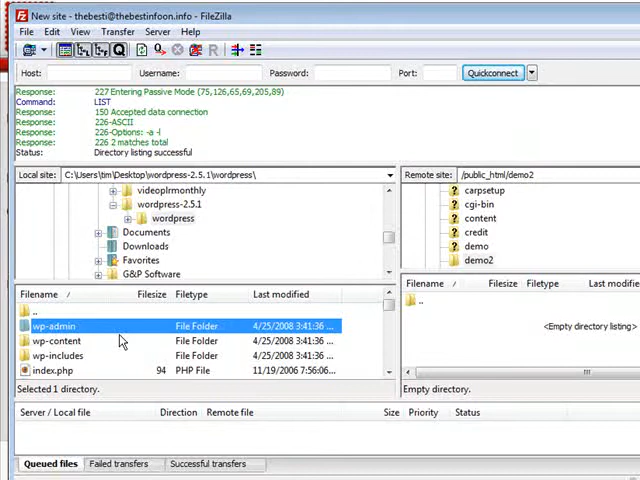 New site - thebesti@thebestinfoon.info - FileZilla
File Edit View Transfer Server Help
Host: Username: Password: Port: Quickconnect
Response: 227 Entering Passive Mode (75,126,65,69,205,89)
Command: LIST
Response: 150 Accepted data connection
Response: 226-ASCII
Response: 226-Options: -a -l
Response: 226 2 matches total
Status: Directory listing successful
Local site: C:\Users\tim\Desktop\wordpress-2.5.1\wordpress\ Remote site: /public_html/demo2
videoplrmonthly carpsetup
wordpress-2.5.1 cgi-bin
wordpress content
Documents credit
Downloads demo
Favorites demo2
G&P Software
Filename / Filesize Filetype Last modified Filename / Filesize Filetype Last modified
.. ..
wp-admin File Folder 4/25/2008 3:41:36 ... <Empty directory listing>
wp-content File Folder 4/25/2008 3:41:36 ...
wp-includes File Folder 4/25/2008 3:41:36 ...
index.php 94 PHP File 11/19/2006 7:56:06...
Selected 1 directory. Empty directory.
Server / Local file Direction Remote file Size Priority Status
Queued files Failed transfers Successful transfers